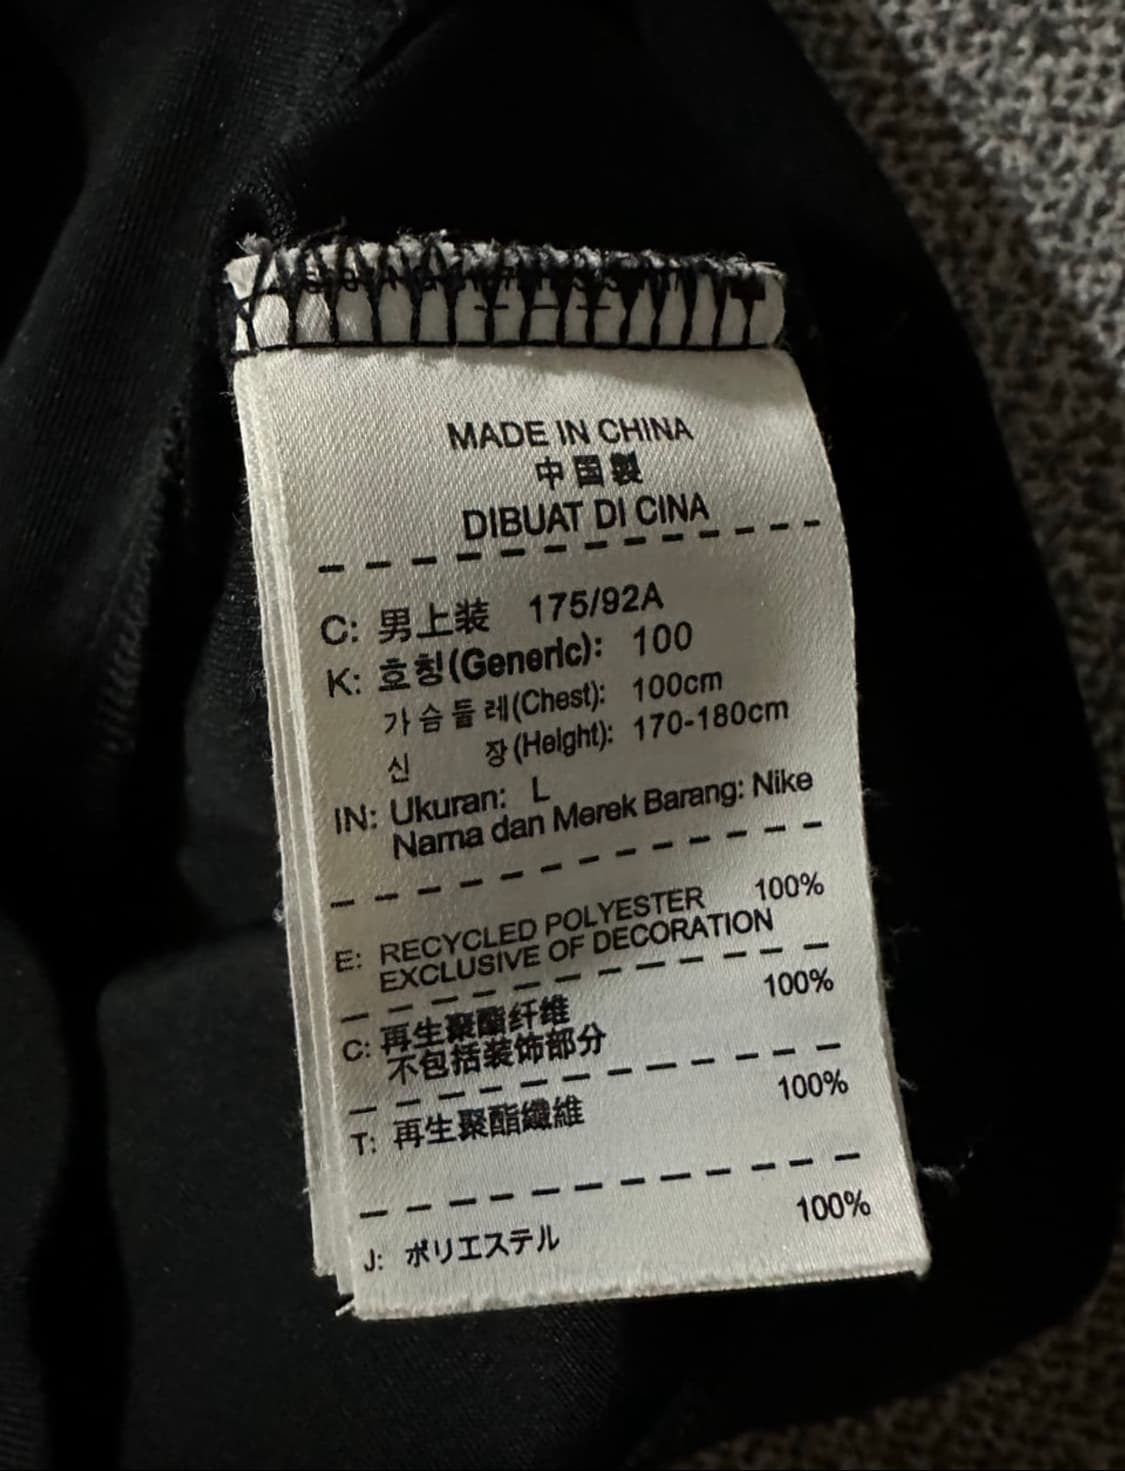 MADE IN CHINA
中国製
DIBUAT DI CINA
C: 男上装 175/92A
K: 호칭(Generic): 100
가슴둘레(Chest): 100cm
신 장(Height): 170-180cm
IN: Ukuran: L
Nama dan Merek Barang: Nike
E: RECYCLED POLYESTER 100%
EXCLUSIVE OF DECORATION
C: 再生聚酯纤维 100%
不包括装饰部分
T: 再生聚酯纖維 100%
J: ポリエステル 100%